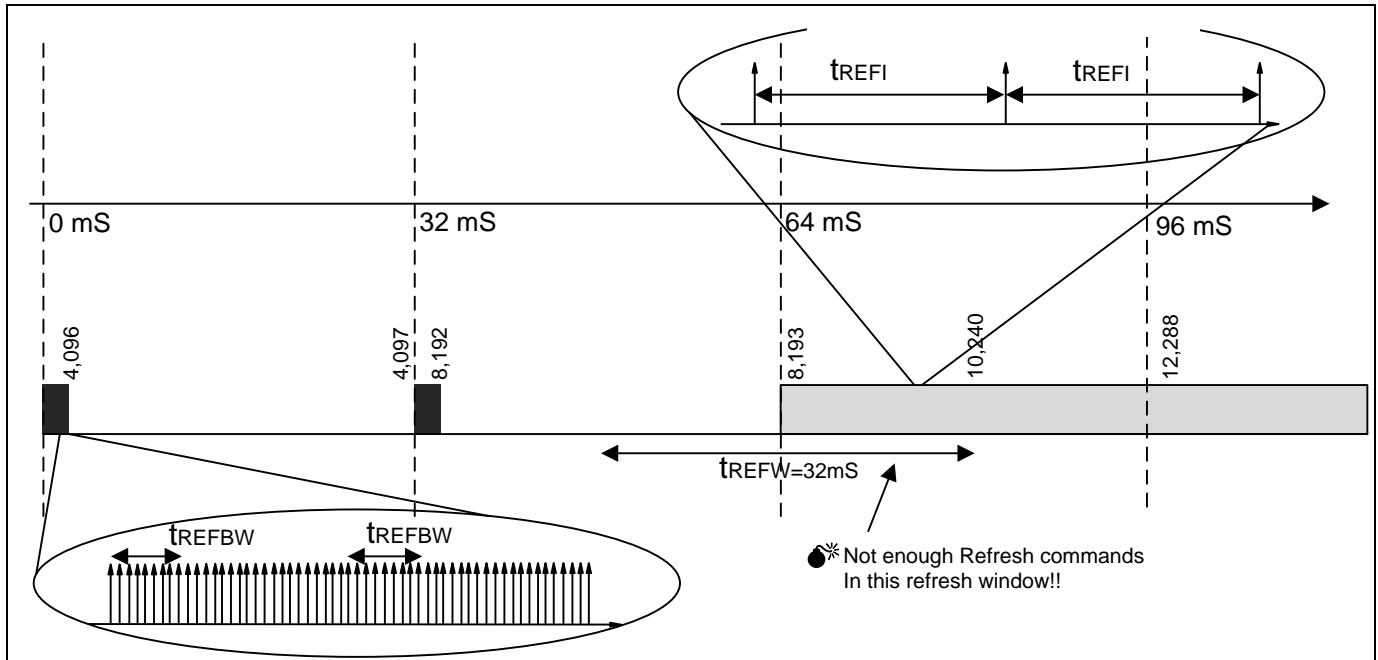 tREFI tREFI
0 mS 32 mS 64 mS 96 mS
4,096 4,097 8,192 8,193 10,240 12,288
tREFW=32mS
tREFBW tREFBW
Not enough Refresh commands
In this refresh window!!